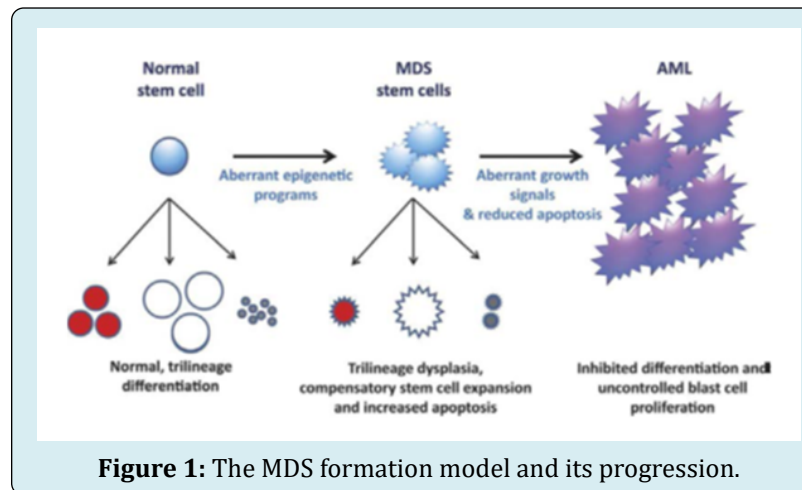 Normal
stem cell
MDS
stem cells
AML
Aberrant epigenetic
programs
Aberrant growth
signals
& reduced apoptosis
Normal, trilineage
differentiation
Trilineage dysplasia,
compensatory stem cell expansion
and increased apoptosis
Inhibited differentiation and
uncontrolled blast cell
proliferation
Figure 1: The MDS formation model and its progression.